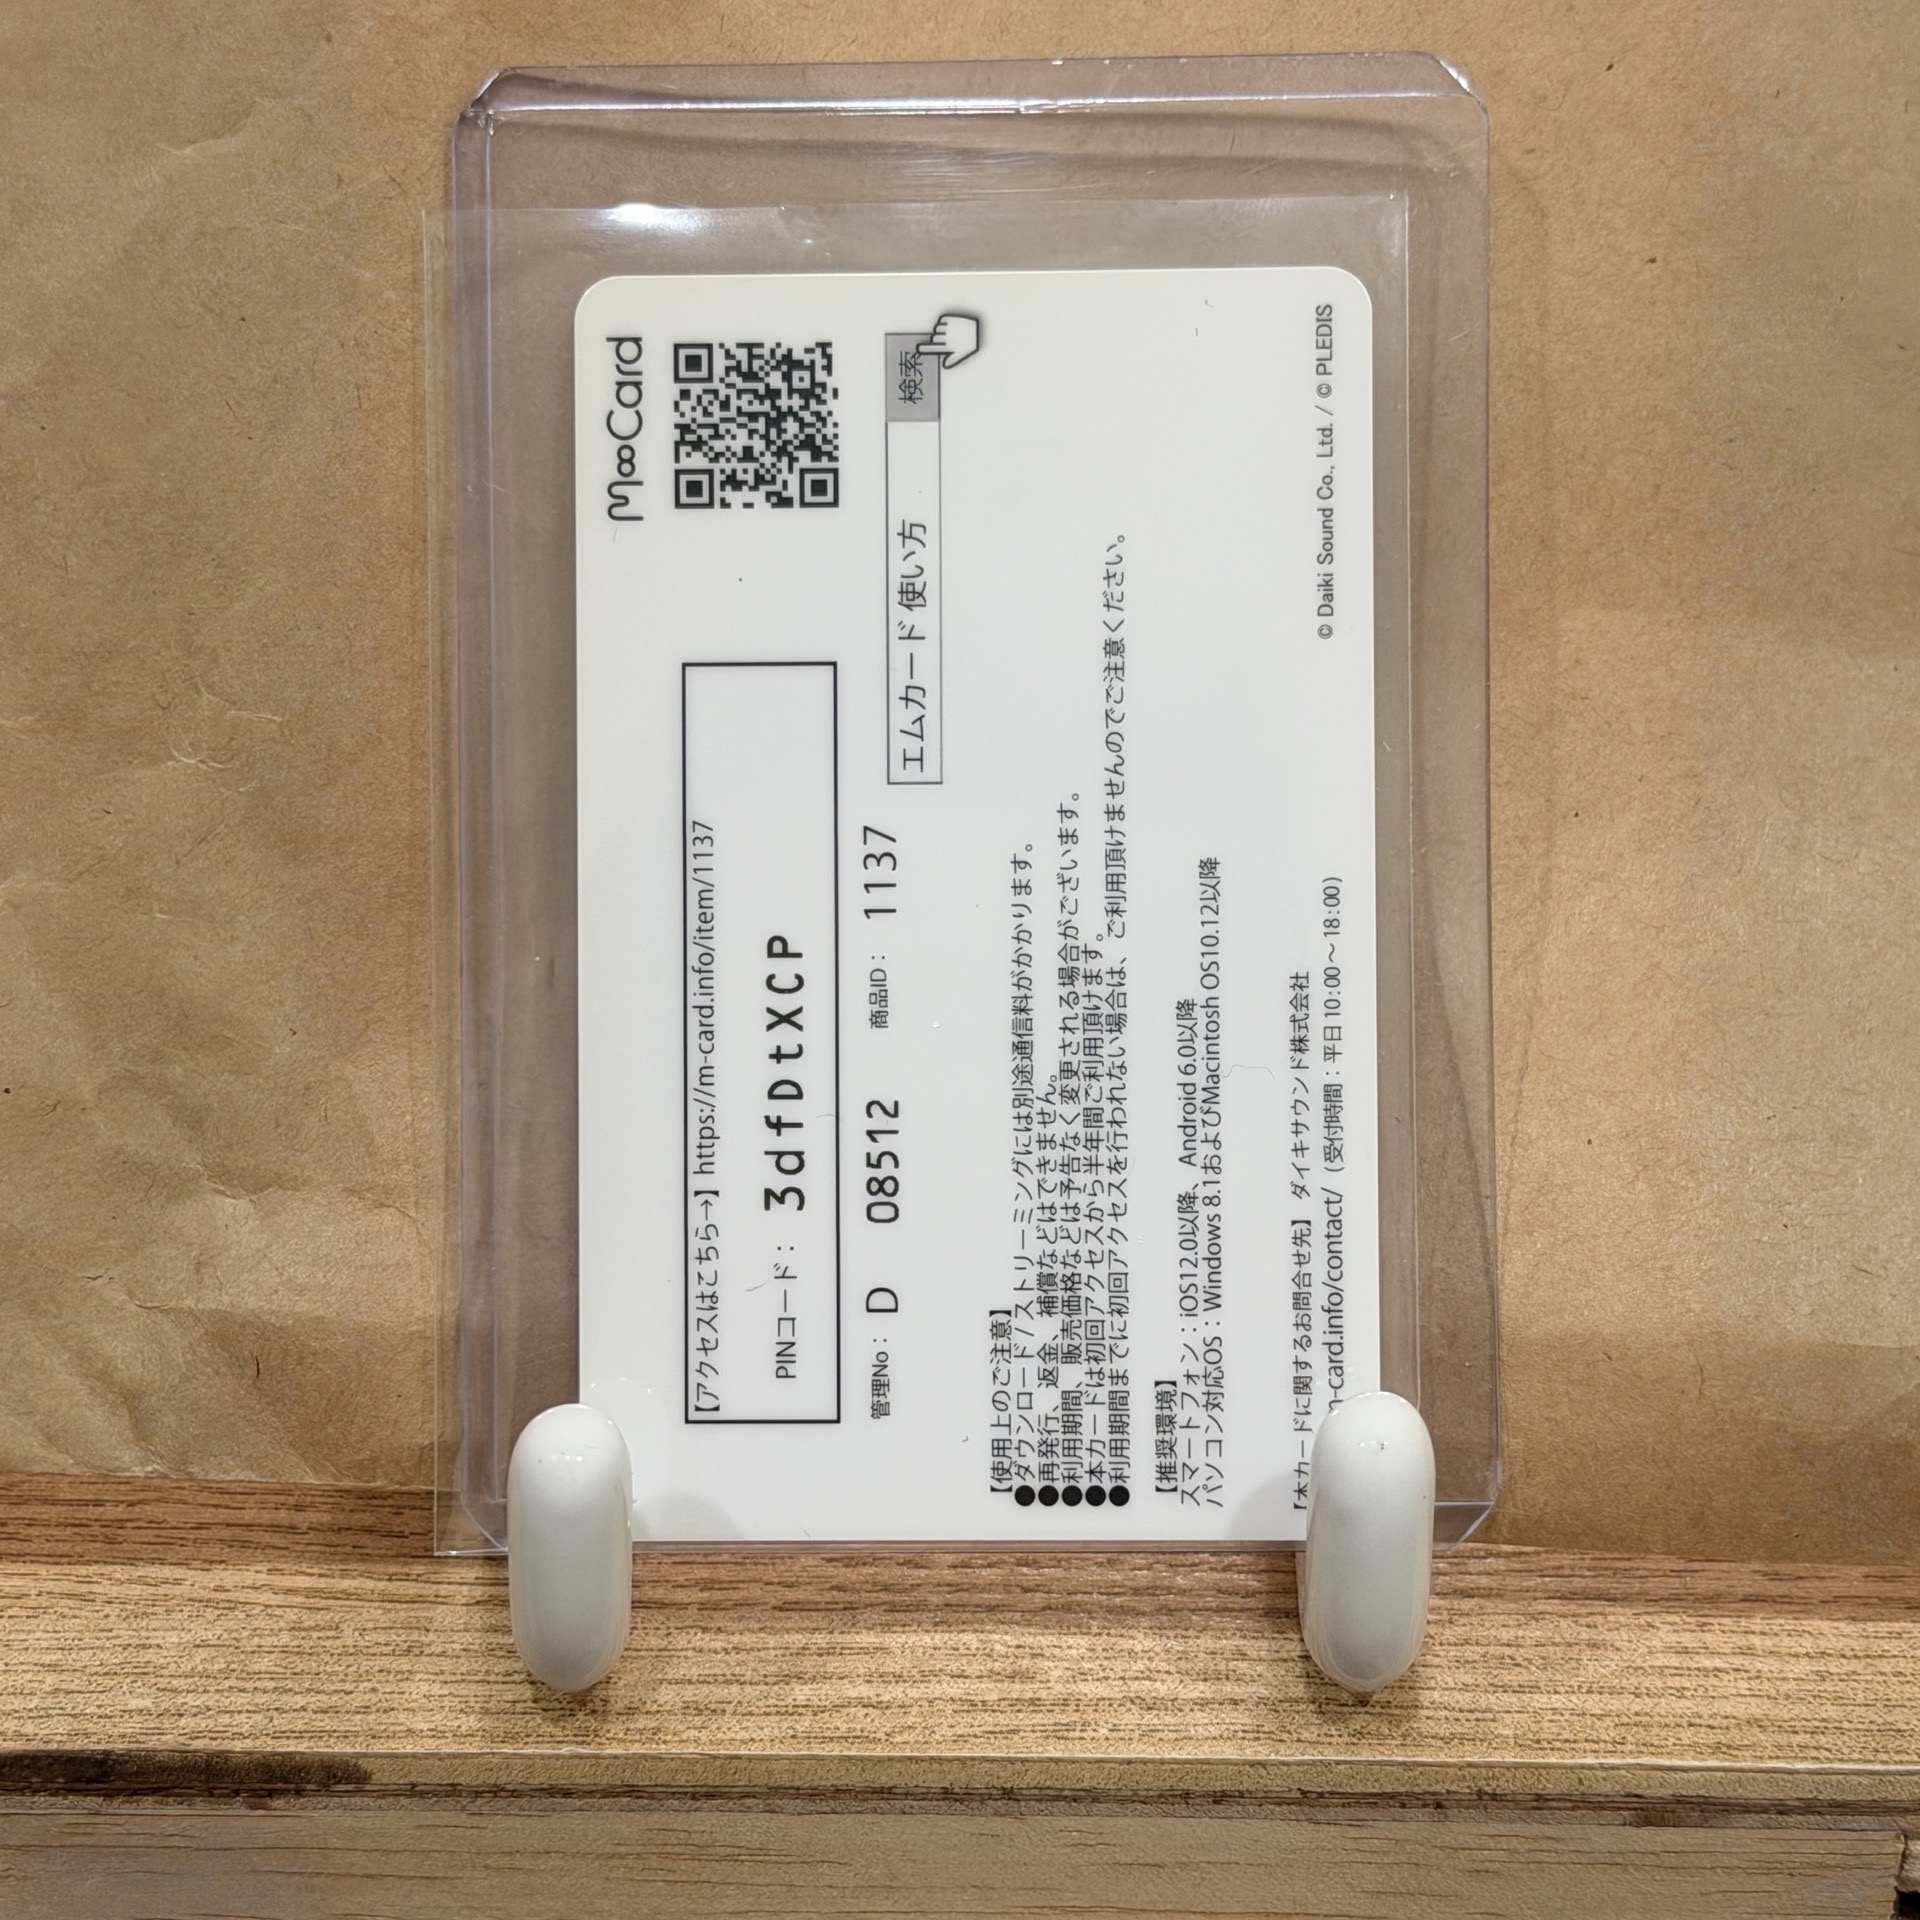 MooCard
【アクセスはこちら→】https://m-card.info/item/1137
PINコード： 3dfDtXCP
管理No： D 08512 商品ID： 1137
エムカード 使い方 検索
【使用上のご注意】
●ダウンロード/ストリーミングには別途通信料がかかります。
●再発行、返金、補償などはできません。
●利用期間、販売価格などは予告なく変更される場合がございます。
●本カードは初回アクセスから半年間ご利用頂けます。
●利用期間までに初回アクセスを行われない場合は、ご利用頂けませんのでご注意ください。
【推奨環境】
スマートフォン：iOS12.0以降、Android 6.0以降
パソコン対応OS：Windows 8.1およびMacintosh OS10.12以降
【本カードに関するお問合せ先】 ダイキサウンド株式会社
-card.info/contact/（受付時間：平日10:00～18:00）
© Daiki Sound Co., Ltd. / © PLEDIS